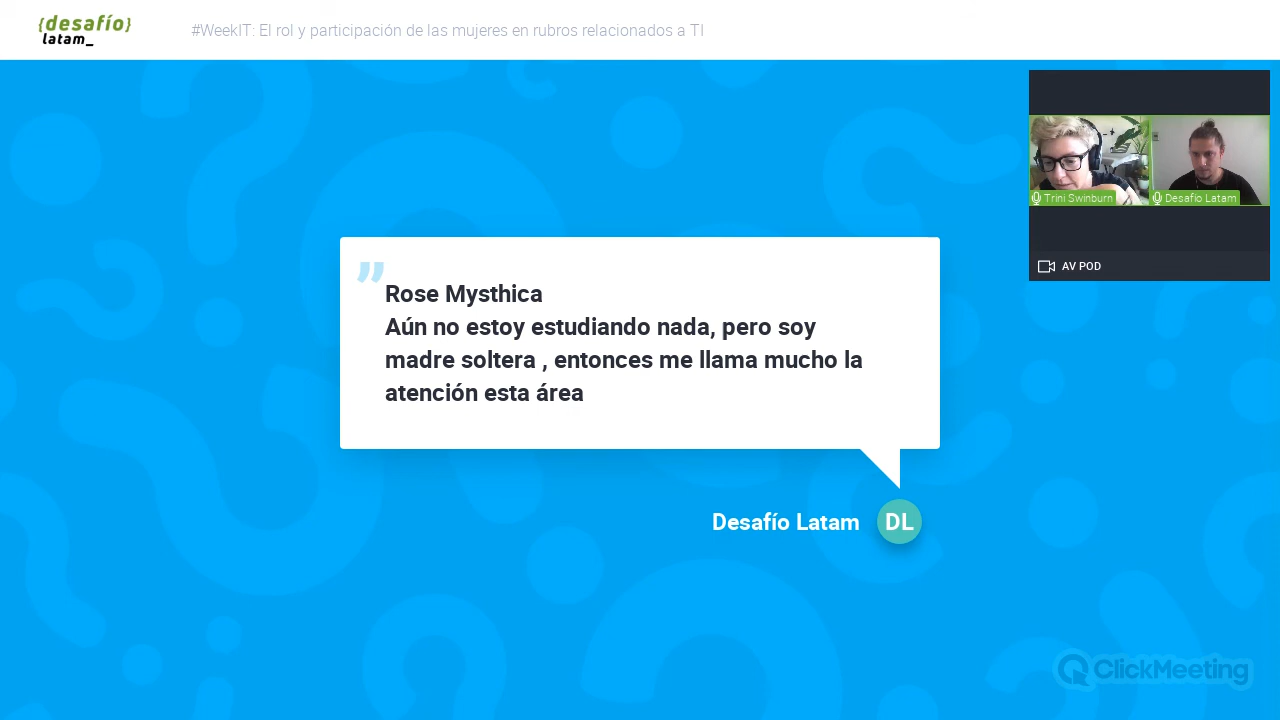 {desafío}
latam_
#WeekIT: El rol y participación de las mujeres en rubros relacionados a TI
Trini Swinburn
Desafío Latam
AV POD
”
Rose Mysthica
Aún no estoy estudiando nada, pero soy
madre soltera , entonces me llama mucho la
atención esta área
Desafío Latam
DL
ClickMeeting